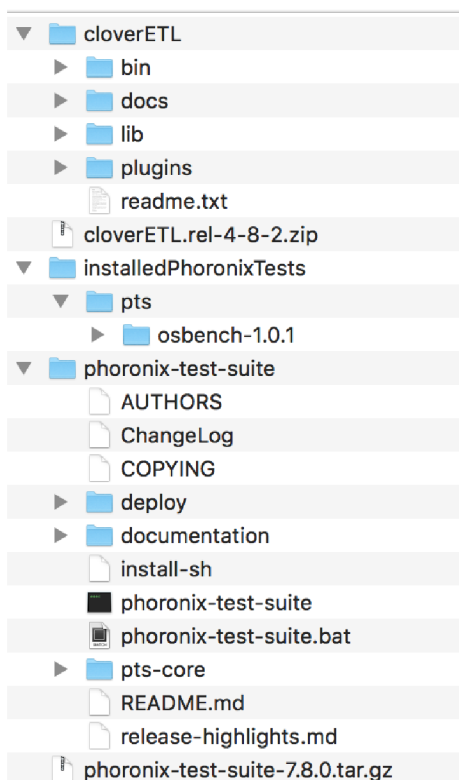 cloverETL
bin
docs
lib
plugins
readme.txt
cloverETL.rel-4-8-2.zip
installedPhoronixTests
pts
osbench-1.0.1
phoronix-test-suite
AUTHORS
ChangeLog
COPYING
deploy
documentation
install-sh
phoronix-test-suite
phoronix-test-suite.bat
pts-core
README.md
release-highlights.md
phoronix-test-suite-7.8.0.tar.gz